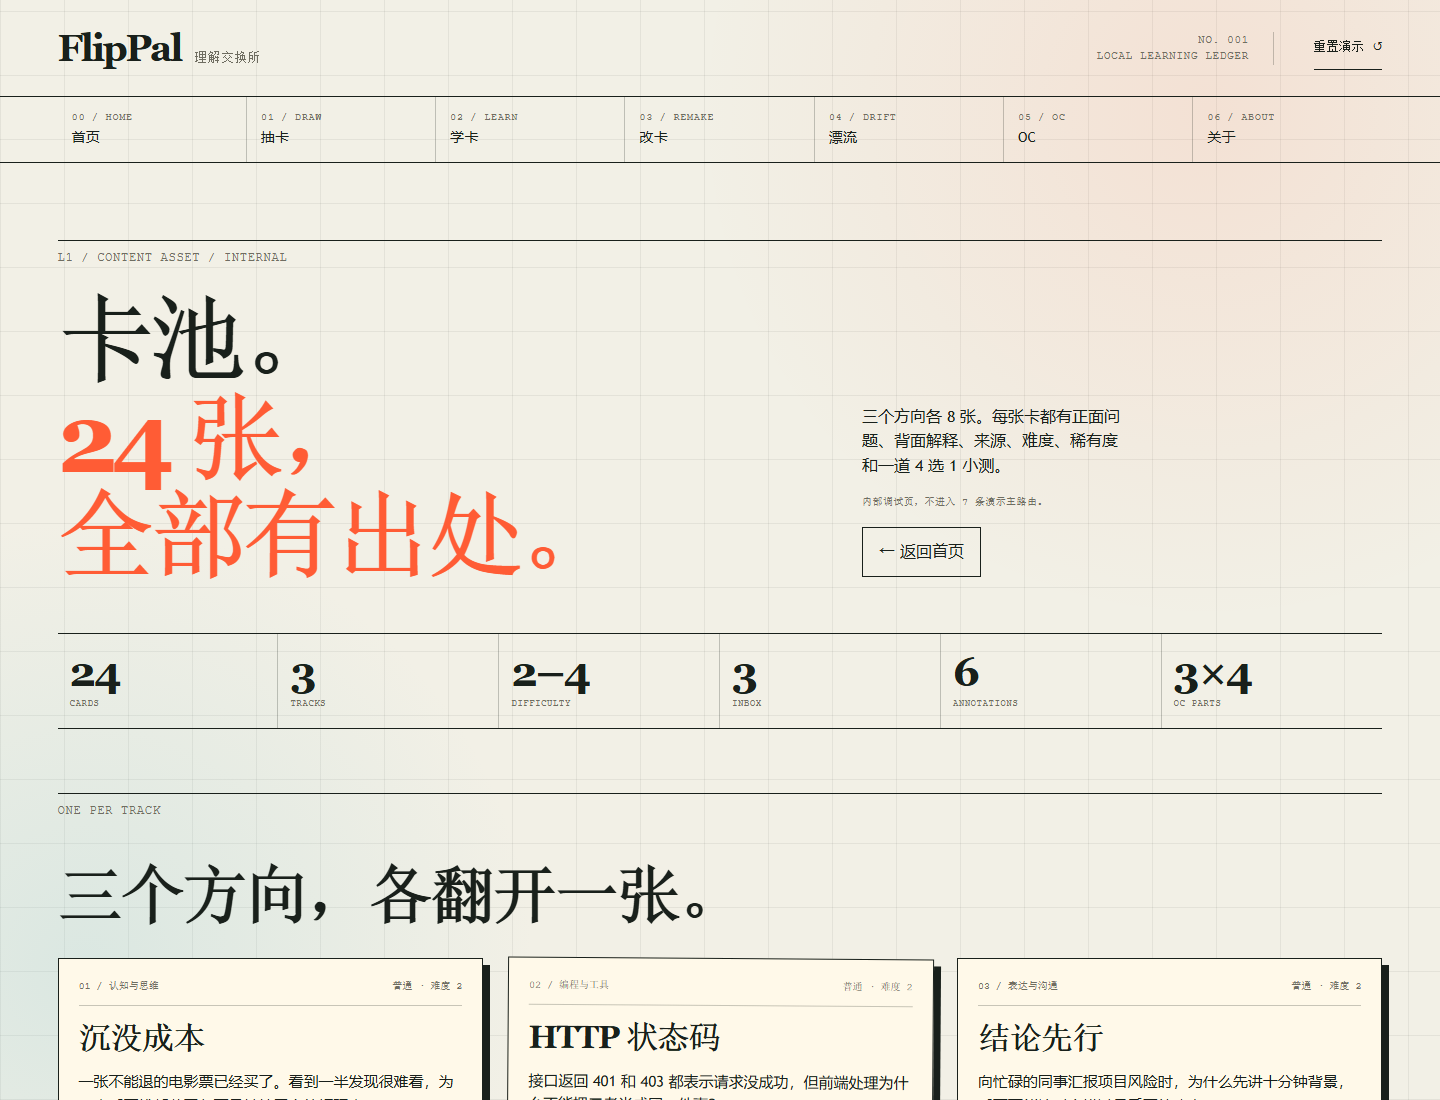 FlipPal 理解交换所
NO. 001
LOCAL LEARNING LEDGER
重置演示 ↺
00 / HOME
首页
01 / DRAW
抽卡
02 / LEARN
学卡
03 / REMAKE
改卡
04 / DRIFT
漂流
05 / OC
OC
06 / ABOUT
关于
L1 / CONTENT ASSET / INTERNAL
卡池。
24 张，
全部有出处。
三个方向各 8 张。每张卡都有正面问
题、背面解释、来源、难度、稀有度
和一道 4 选 1 小测。
内部调试页，不进入 7 条演示主路由。
← 返回首页
24
CARDS
3
TRACKS
2—4
DIFFICULTY
3
INBOX
6
ANNOTATIONS
3×4
OC PARTS
ONE PER TRACK
三个方向，各翻开一张。
01 / 认知与思维
普通 · 难度 2
沉没成本
一张不能退的电影票已经买了。看到一半发现很难看，为
02 / 编程与工具
普通 · 难度 2
HTTP 状态码
接口返回 401 和 403 都表示请求没成功，但前端处理为什
03 / 表达与沟通
普通 · 难度 2
结论先行
向忙碌的同事汇报项目风险时，为什么先讲十分钟背景，